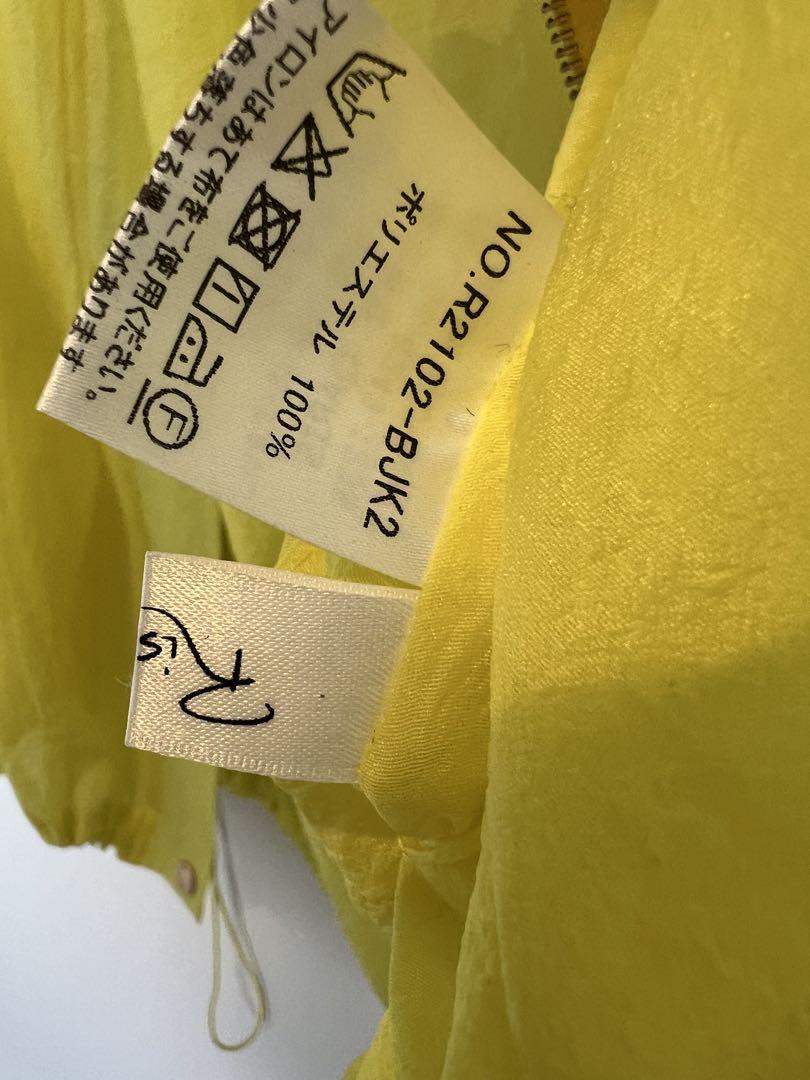 NO.R2102-BJK2
ポリエステル 100%
F
アイロンはあて布をご使用ください。
色落ちする場合があります
Ris